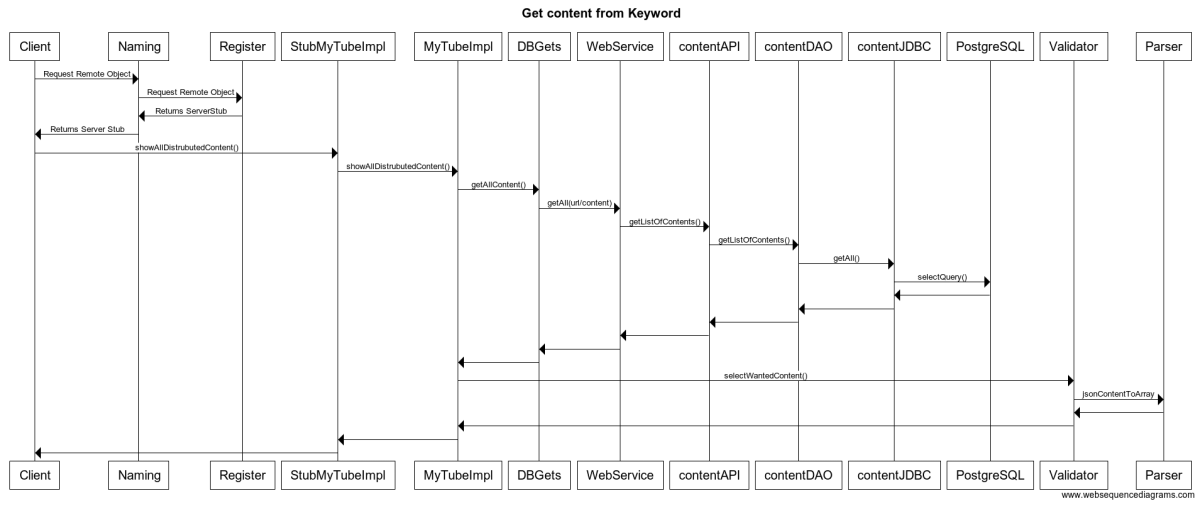 Get content from Keyword
Client Naming Register StubMyTubeImpl MyTubeImpl DBGets WebService contentAPI contentDAO contentJDBC PostgreSQL Validator Parser
Request Remote Object
Request Remote Object
Returns ServerStub
Returns Server Stub
showAllDistrubutedContent()
showAllDistrubutedContent()
getAllContent()
getAll(url/content)
getListOfContents()
getListOfContents()
getAll()
selectQuery()
selectWantedContent()
jsonContentToArray
Client Naming Register StubMyTubeImpl MyTubeImpl DBGets WebService contentAPI contentDAO contentJDBC PostgreSQL Validator Parser
www.websequencediagrams.com